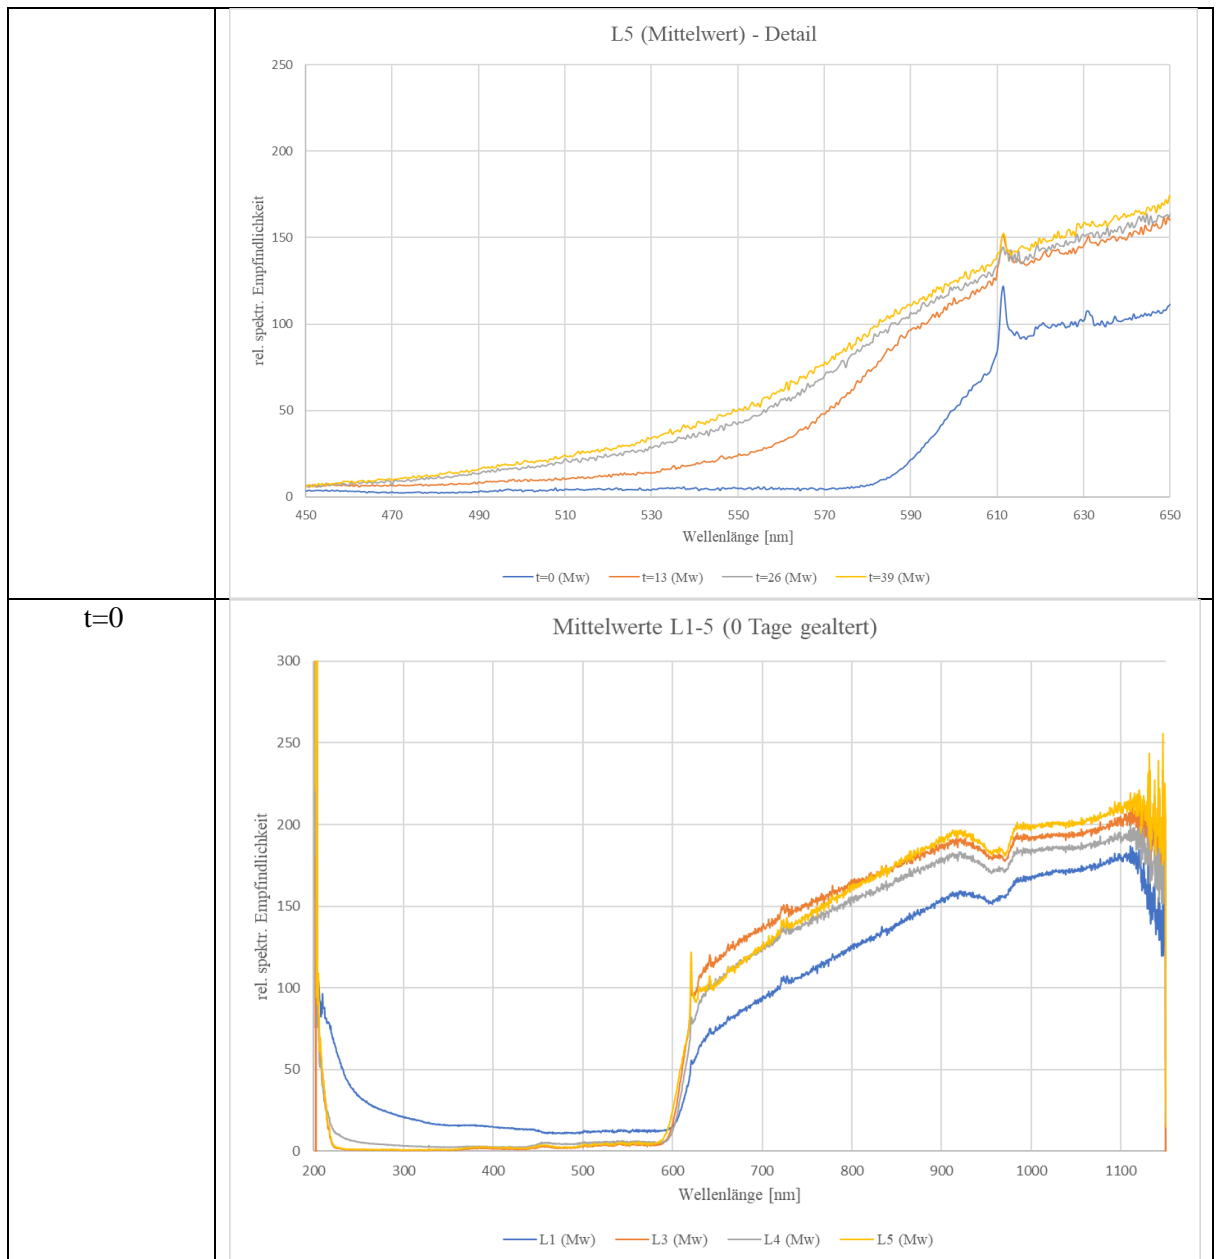 L5 (Mittelwert) - Detail
250
200
150
100
50
0
rel. spektr. Empfindlichkeit
450 470 490 510 530 550 570 590 610 630 650
Wellenlänge [nm]
t=0 (Mw) t=13 (Mw) t=26 (Mw) t=39 (Mw)
t=0
Mittelwerte L1-5 (0 Tage gealtert)
300
250
200
150
100
50
0
rel. spektr. Empfindlichkeit
200 300 400 500 600 700 800 900 1000 1100
Wellenlänge [nm]
L1 (Mw) L3 (Mw) L4 (Mw) L5 (Mw)